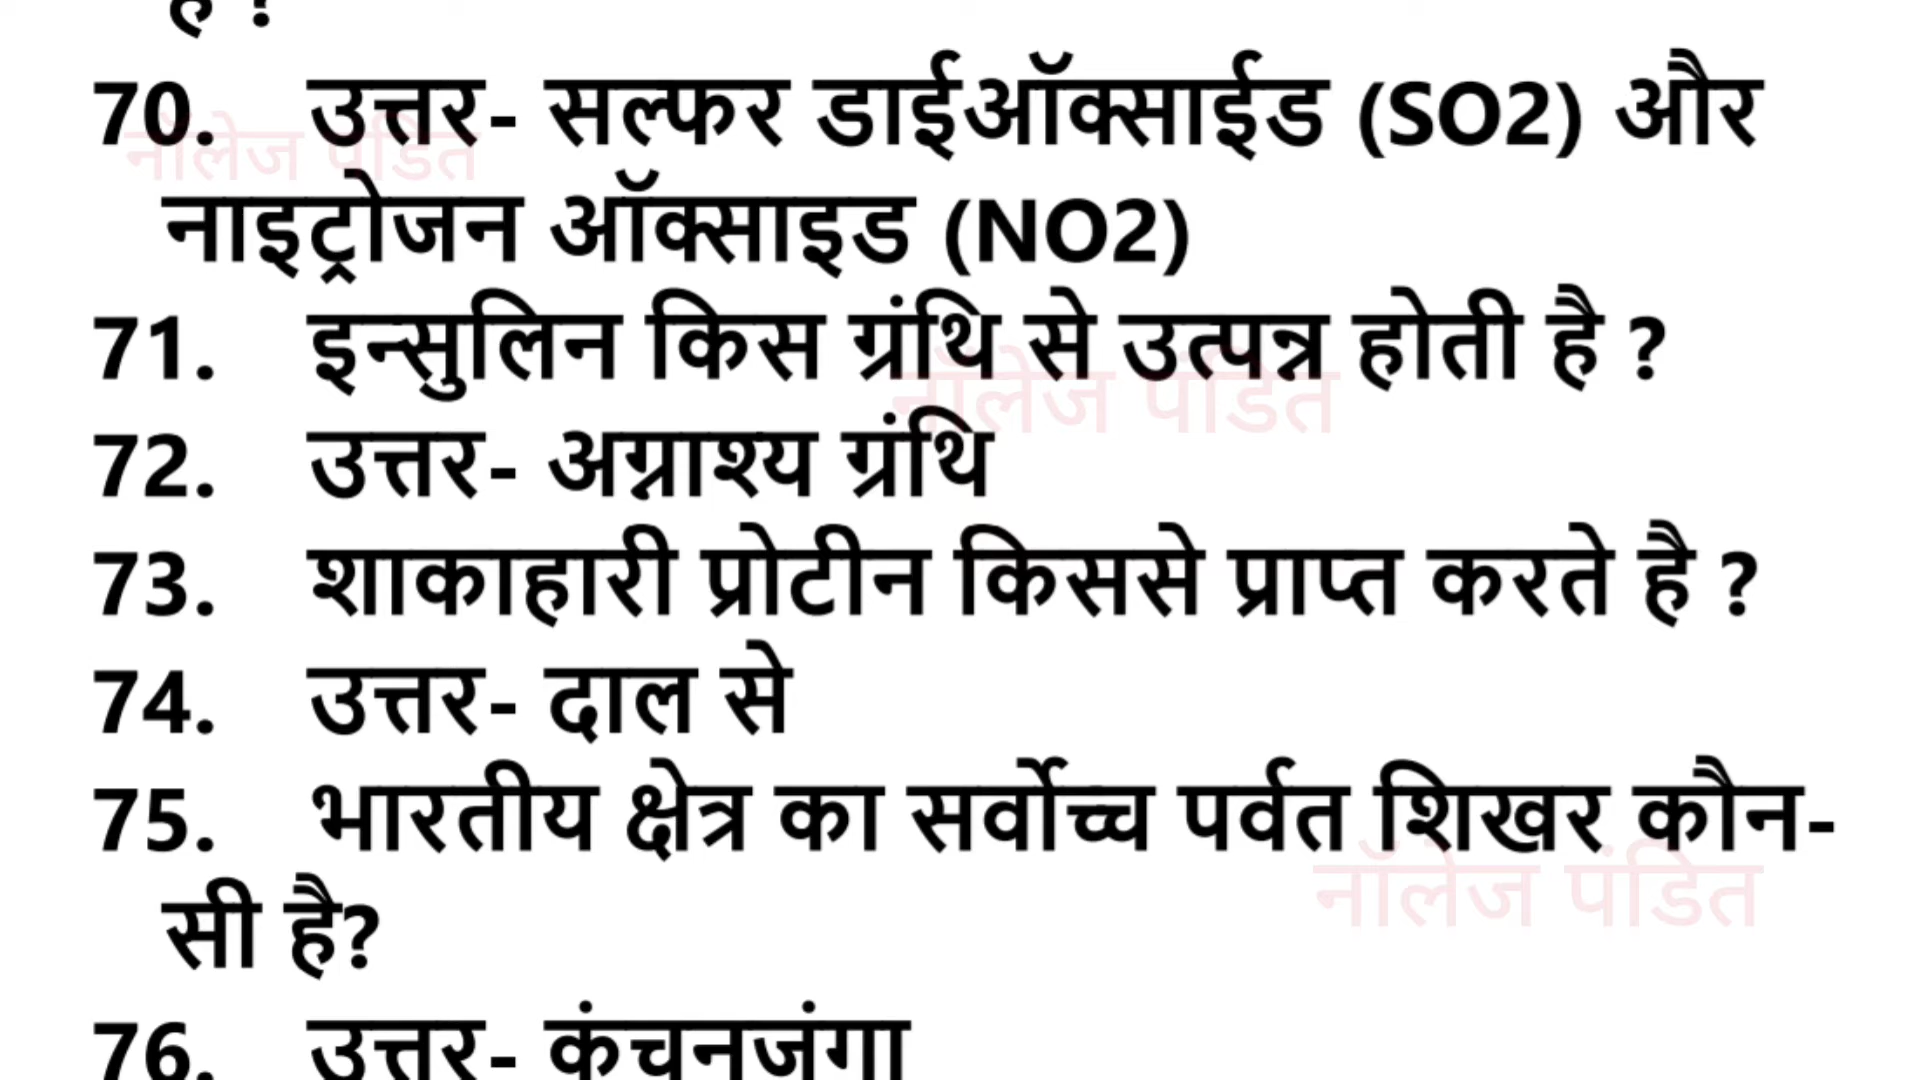 है ?
70. उत्तर- सल्फर डाईऑक्साईड (SO2) और
नॉलेज पंडित
नाइट्रोजन ऑक्साइड (NO2)
71. इन्सुलिन किस ग्रंथि से उत्पन्न होती है ?
नॉलेज पंडित
72. उत्तर- अग्नाश्य ग्रंथि
73. शाकाहारी प्रोटीन किससे प्राप्त करते है ?
74. उत्तर- दाल से
75. भारतीय क्षेत्र का सर्वोच्च पर्वत शिखर कौन-
नॉलेज पंडित
सी है?
76. उत्तर- कंचनजंगा